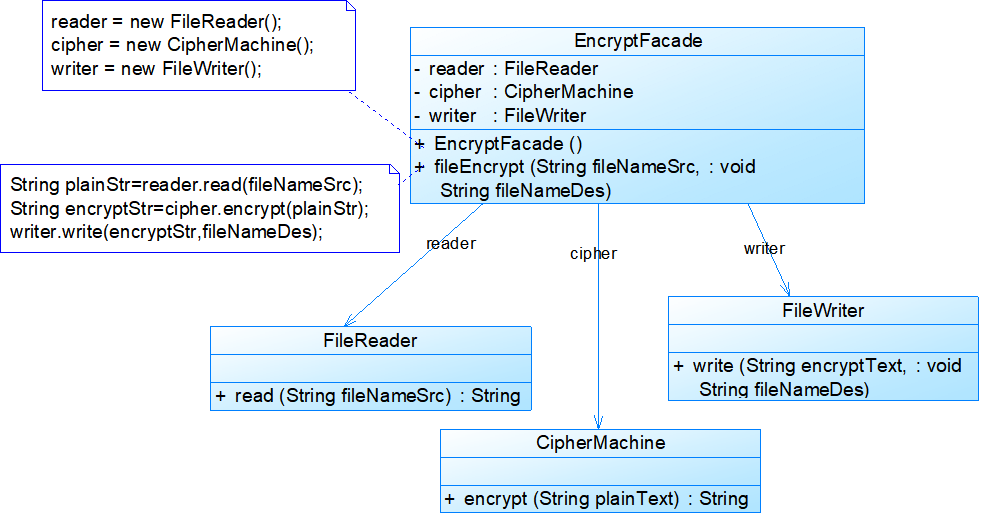 reader = new FileReader();
cipher = new CipherMachine();
writer = new FileWriter();
EncryptFacade
- reader : FileReader
- cipher : CipherMachine
- writer : FileWriter
+ EncryptFacade ()
+ fileEncrypt (String fileNameSrc, : void
String fileNameDes)
String plainStr=reader.read(fileNameSrc);
String encryptStr=cipher.encrypt(plainStr);
writer.write(encryptStr,fileNameDes);
reader
cipher
writer
FileReader
+ read (String fileNameSrc) : String
FileWriter
+ write (String encryptText, : void
String fileNameDes)
CipherMachine
+ encrypt (String plainText) : String